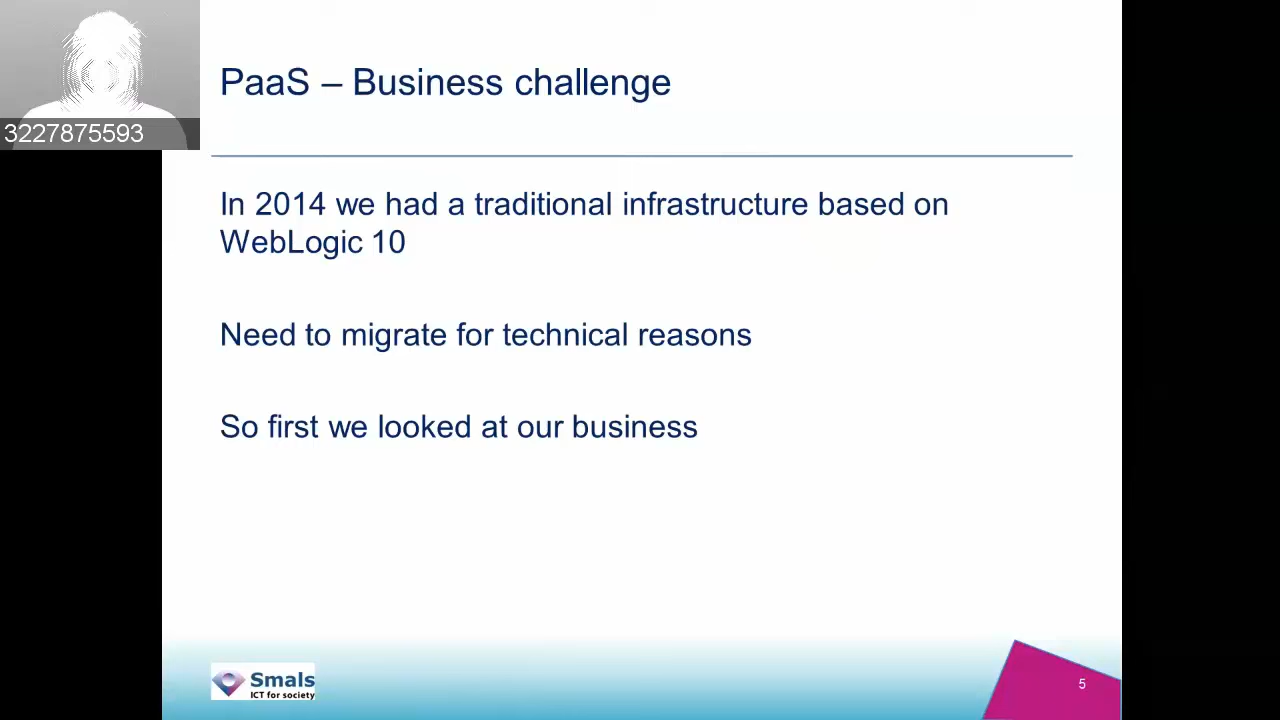 3227875593
PaaS – Business challenge
In 2014 we had a traditional infrastructure based on
WebLogic 10
Need to migrate for technical reasons
So first we looked at our business
Smals
ICT for society
5